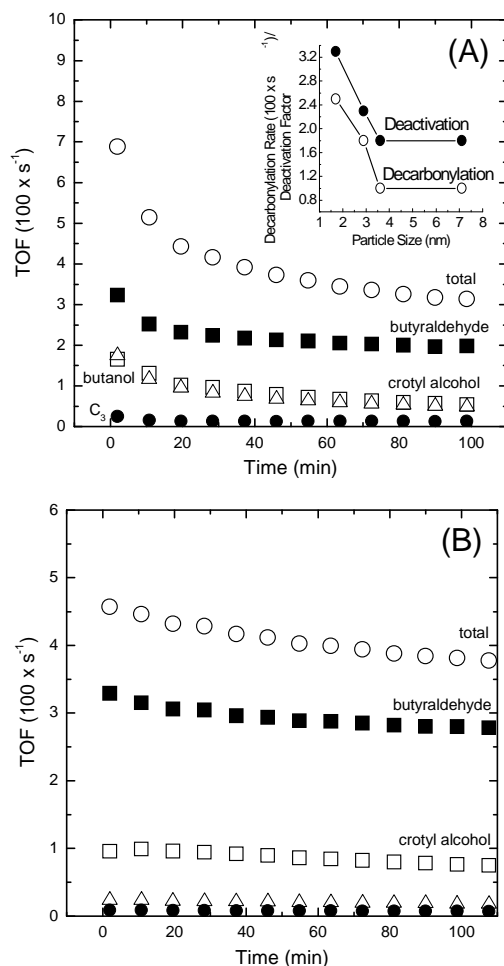 (A)
TOF (100 x s-1)
10
9
8
7
6
5
4
3
2
1
0
Decarbonylation Rate (100 x s-1)/
Deactivation Factor
3.2
2.8
2.4
2.0
1.6
1.2
0.8
Deactivation
Decarbonylation
1 2 3 4 5 6 7 8
Particle Size (nm)
total
butyraldehyde
butanol
crotyl alcohol
C3
0 20 40 60 80 100
Time (min)
(B)
TOF (100 x s-1)
6
5
4
3
2
1
0
total
butyraldehyde
crotyl alcohol
0 20 40 60 80 100
Time (min)